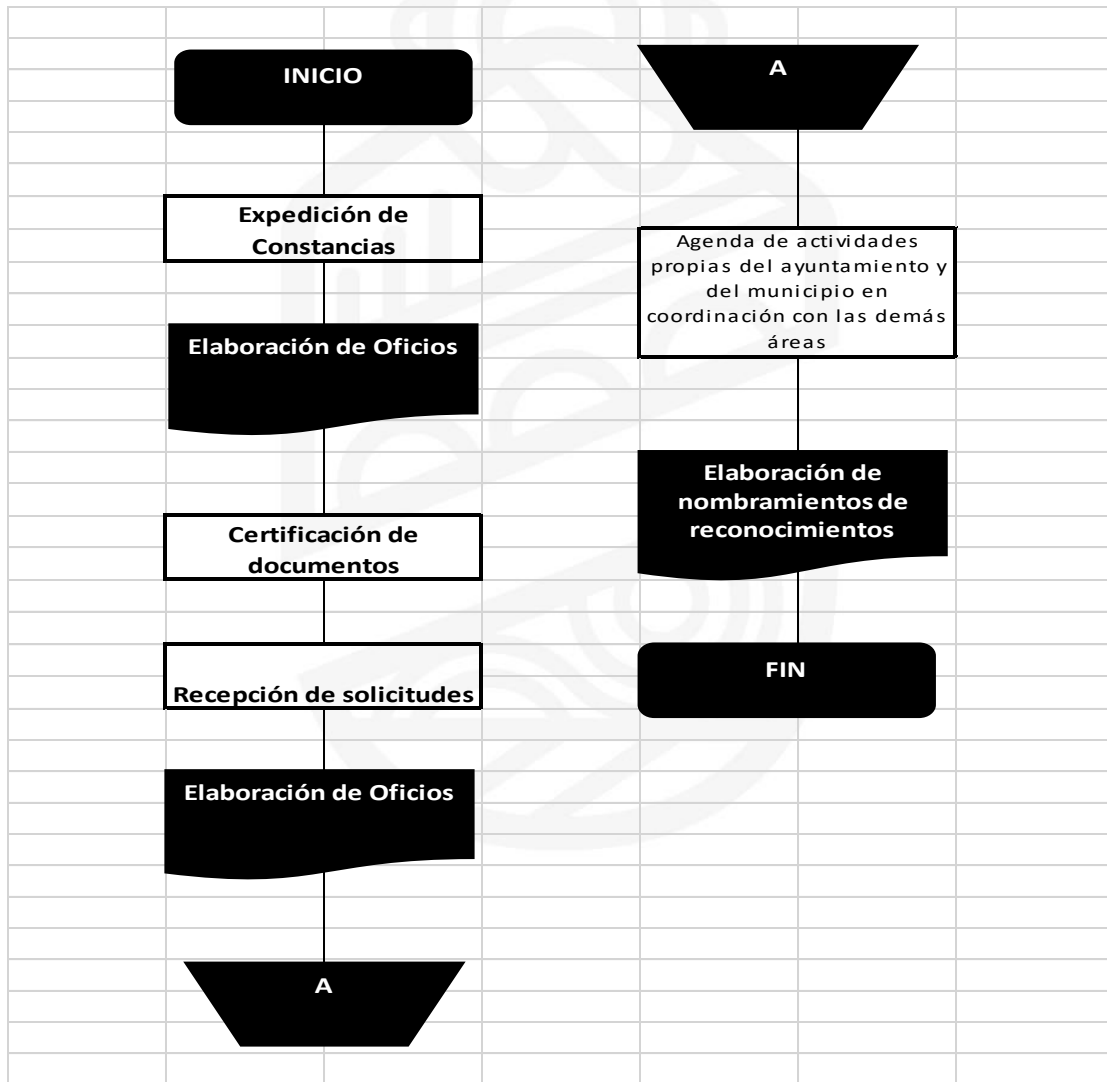 INICIO
Expedición de
Constancias
Elaboración de Oficios
Certificación de
documentos
Recepción de solicitudes
Elaboración de Oficios
A
A
Agenda de actividades
propias del ayuntamiento y
del municipio en
coordinación con las demás
áreas
Elaboración de
nombramientos de
reconocimientos
FIN